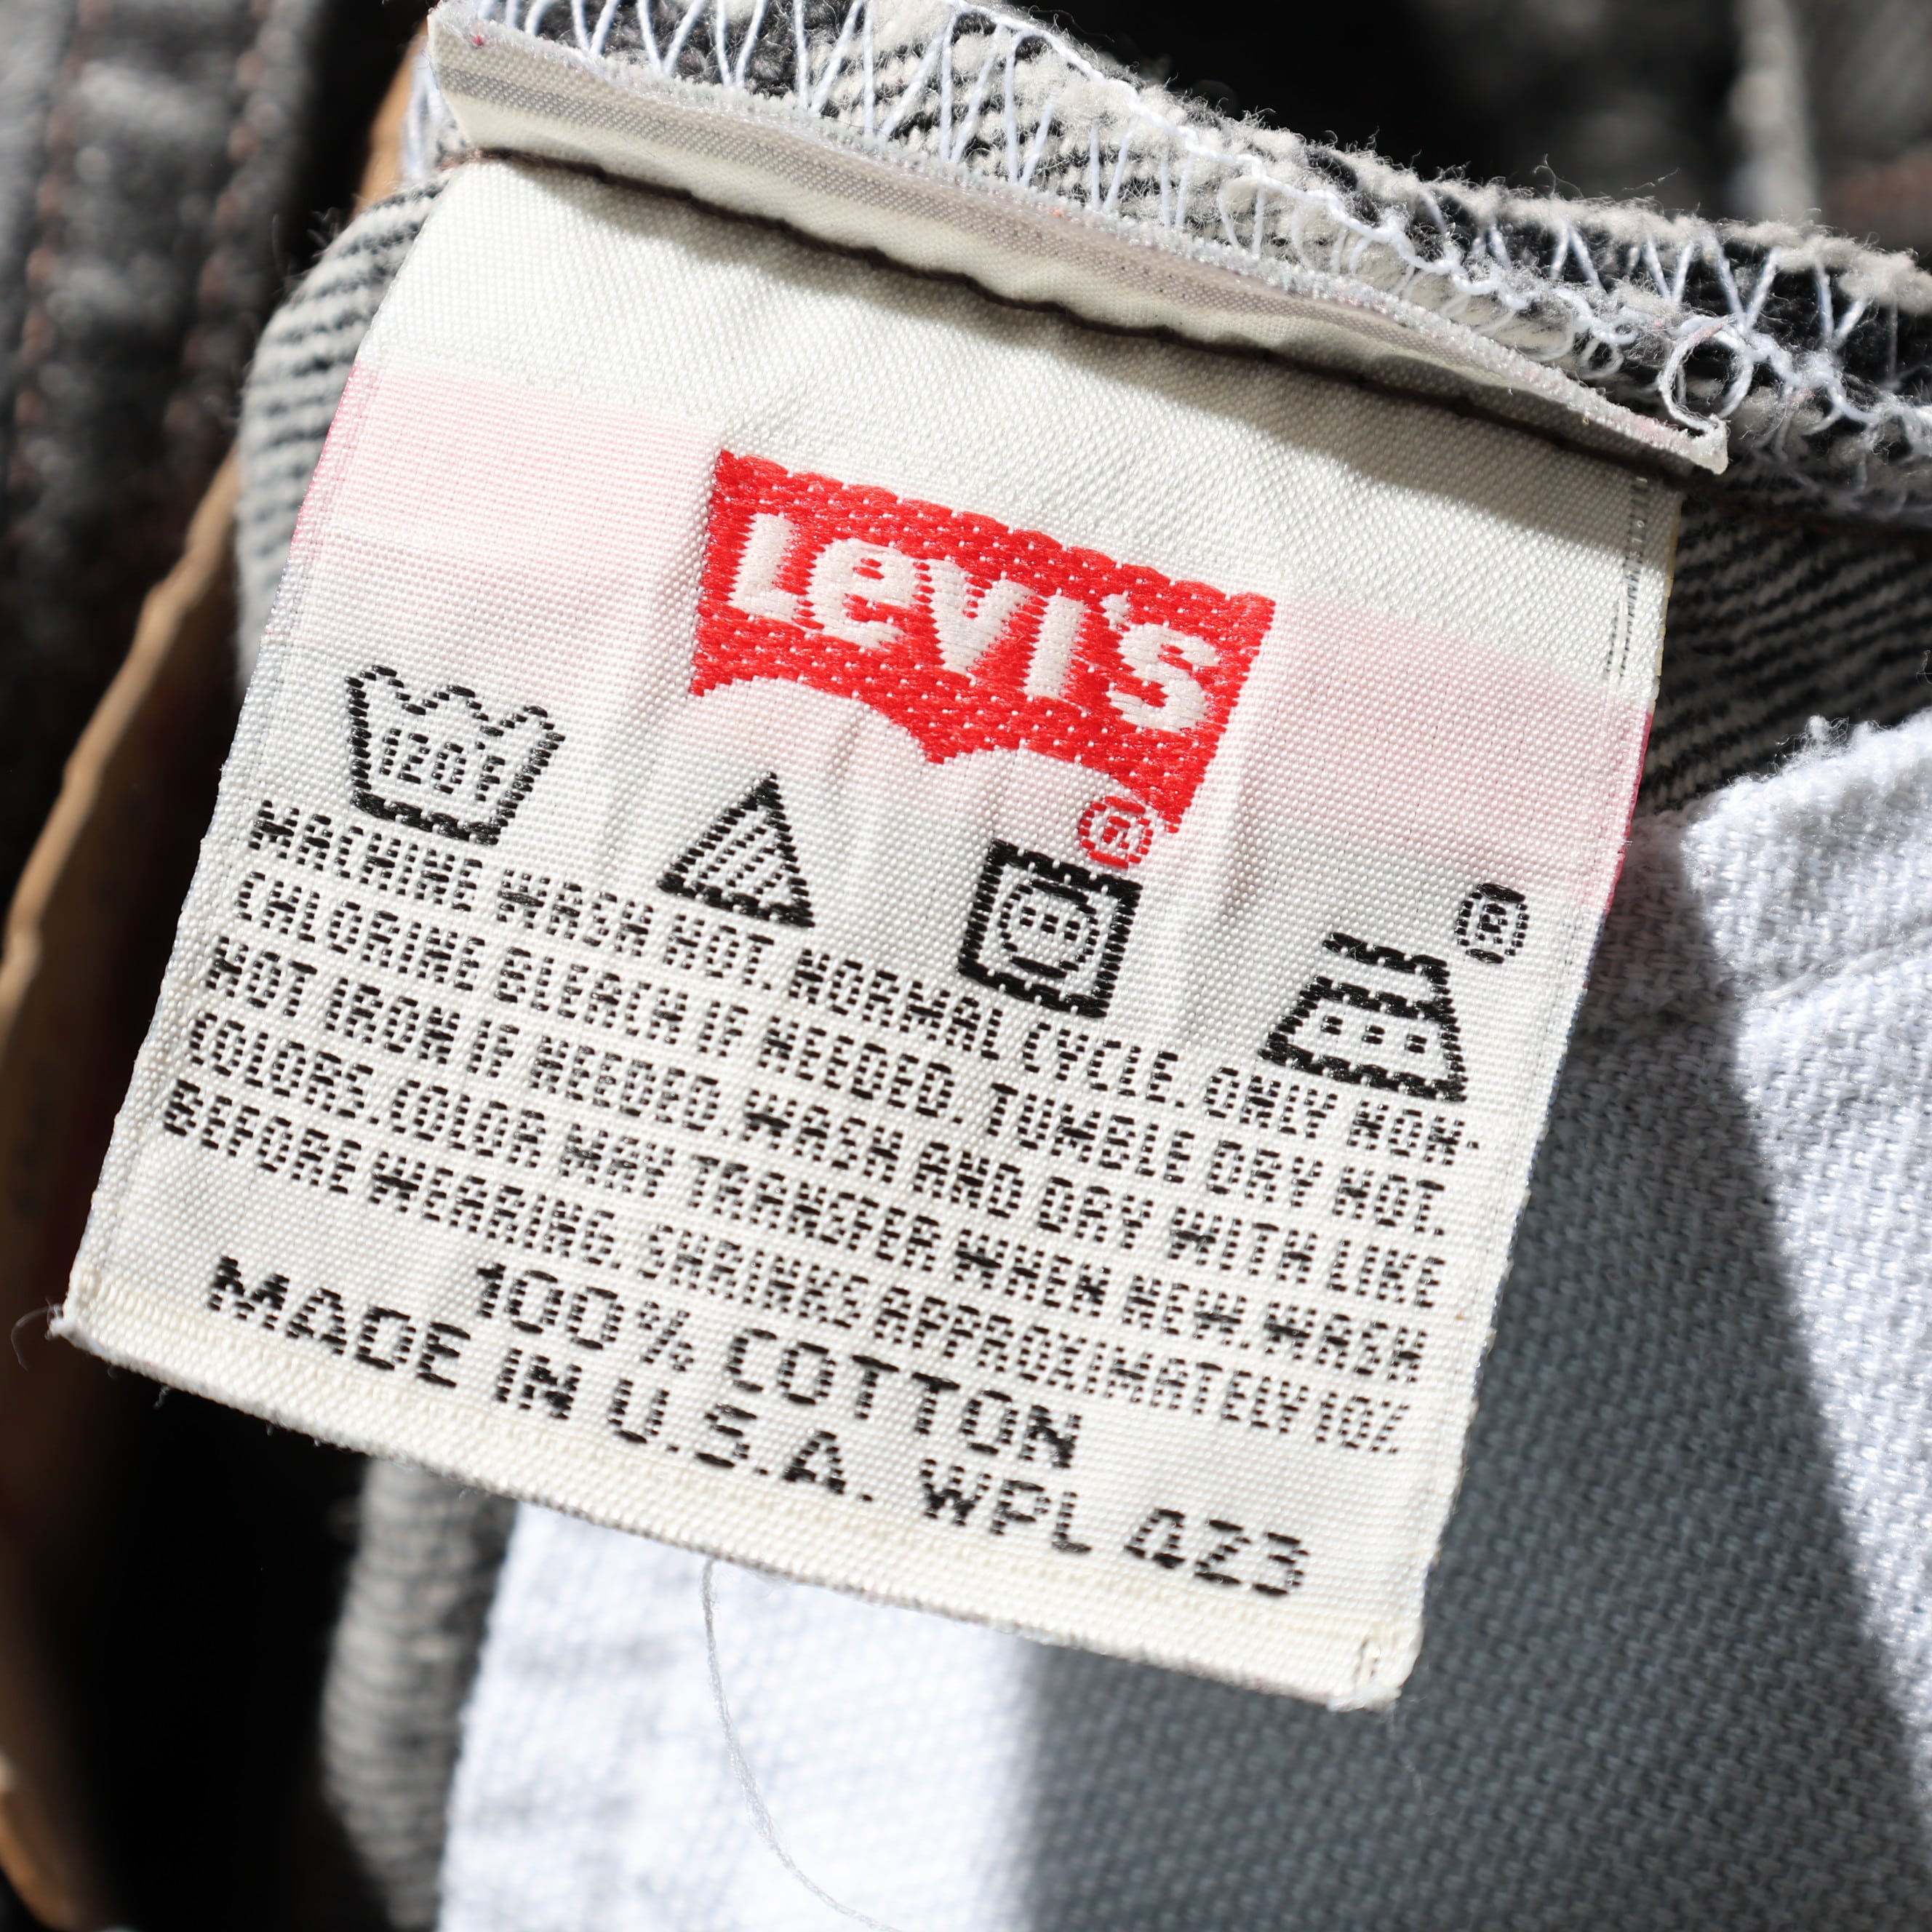 Levi's
®
120°F
®
MACHINE WASH HOT. NORMAL CYCLE. ONLY NON-
CHLORINE BLEACH IF NEEDED. TUMBLE DRY HOT.
HOT IRON IF NEEDED. WASH AND DRY WITH LIKE
COLORS. COLOR MAY TRANSFER WHEN NEW. WASH
BEFORE WEARING. SHRINKS APPROXIMATELY 10%
100% COTTON
MADE IN U.S.A. WPL 423